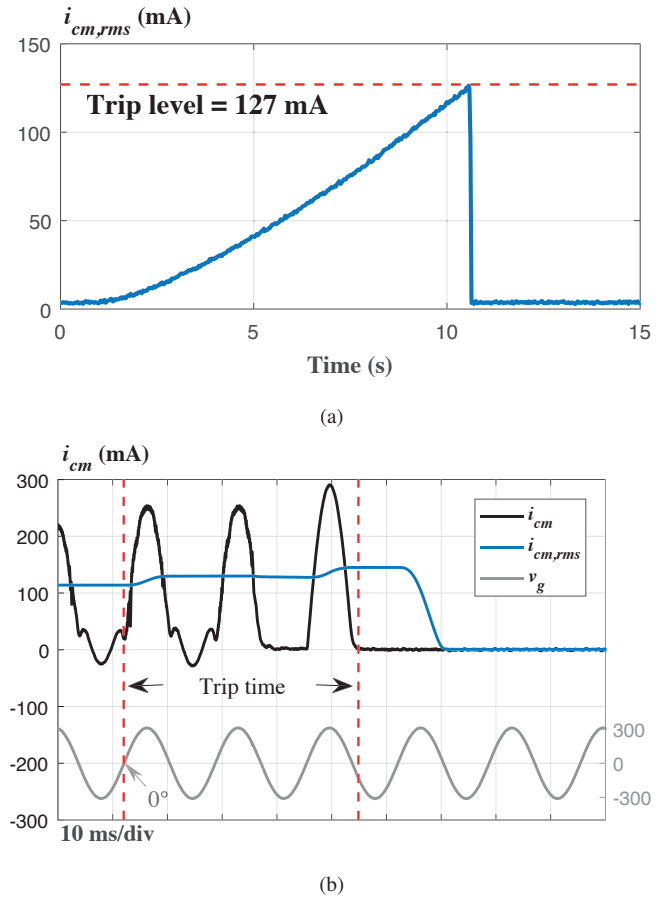 i_cm,rms (mA)
150
Trip level = 127 mA
100
50
0
0 5 10 15
Time (s)
(a)
i_cm (mA)
300
i_cm
200
i_cm,rms
100
v_g
0
Trip time
-100
300
-200
0
0°
-300
-300
10 ms/div
(b)